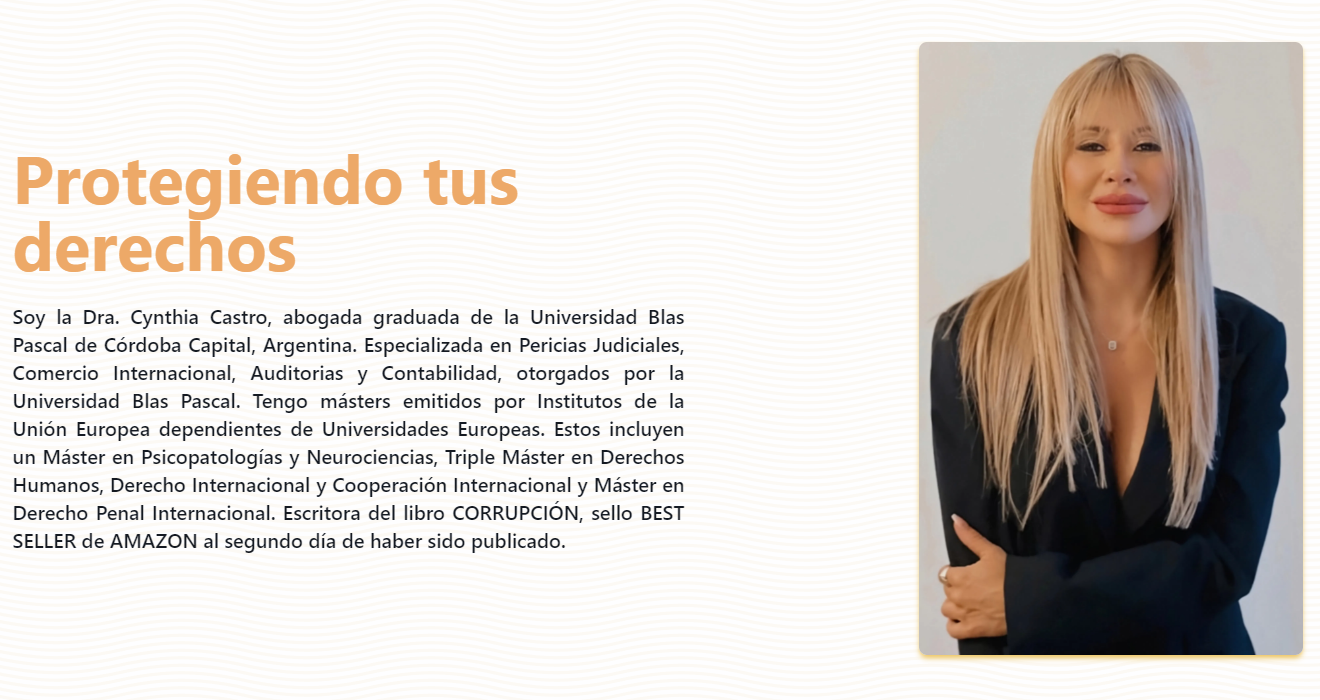 Protegiendo tus
derechos
Soy la Dra. Cynthia Castro, abogada graduada de la Universidad Blas
Pascal de Córdoba Capital, Argentina. Especializada en Pericias Judiciales,
Comercio Internacional, Auditorias y Contabilidad, otorgados por la
Universidad Blas Pascal. Tengo másters emitidos por Institutos de la
Unión Europea dependientes de Universidades Europeas. Estos incluyen
un Máster en Psicopatologías y Neurociencias, Triple Máster en Derechos
Humanos, Derecho Internacional y Cooperación Internacional y Máster en
Derecho Penal Internacional. Escritora del libro CORRUPCIÓN, sello BEST
SELLER de AMAZON al segundo día de haber sido publicado.